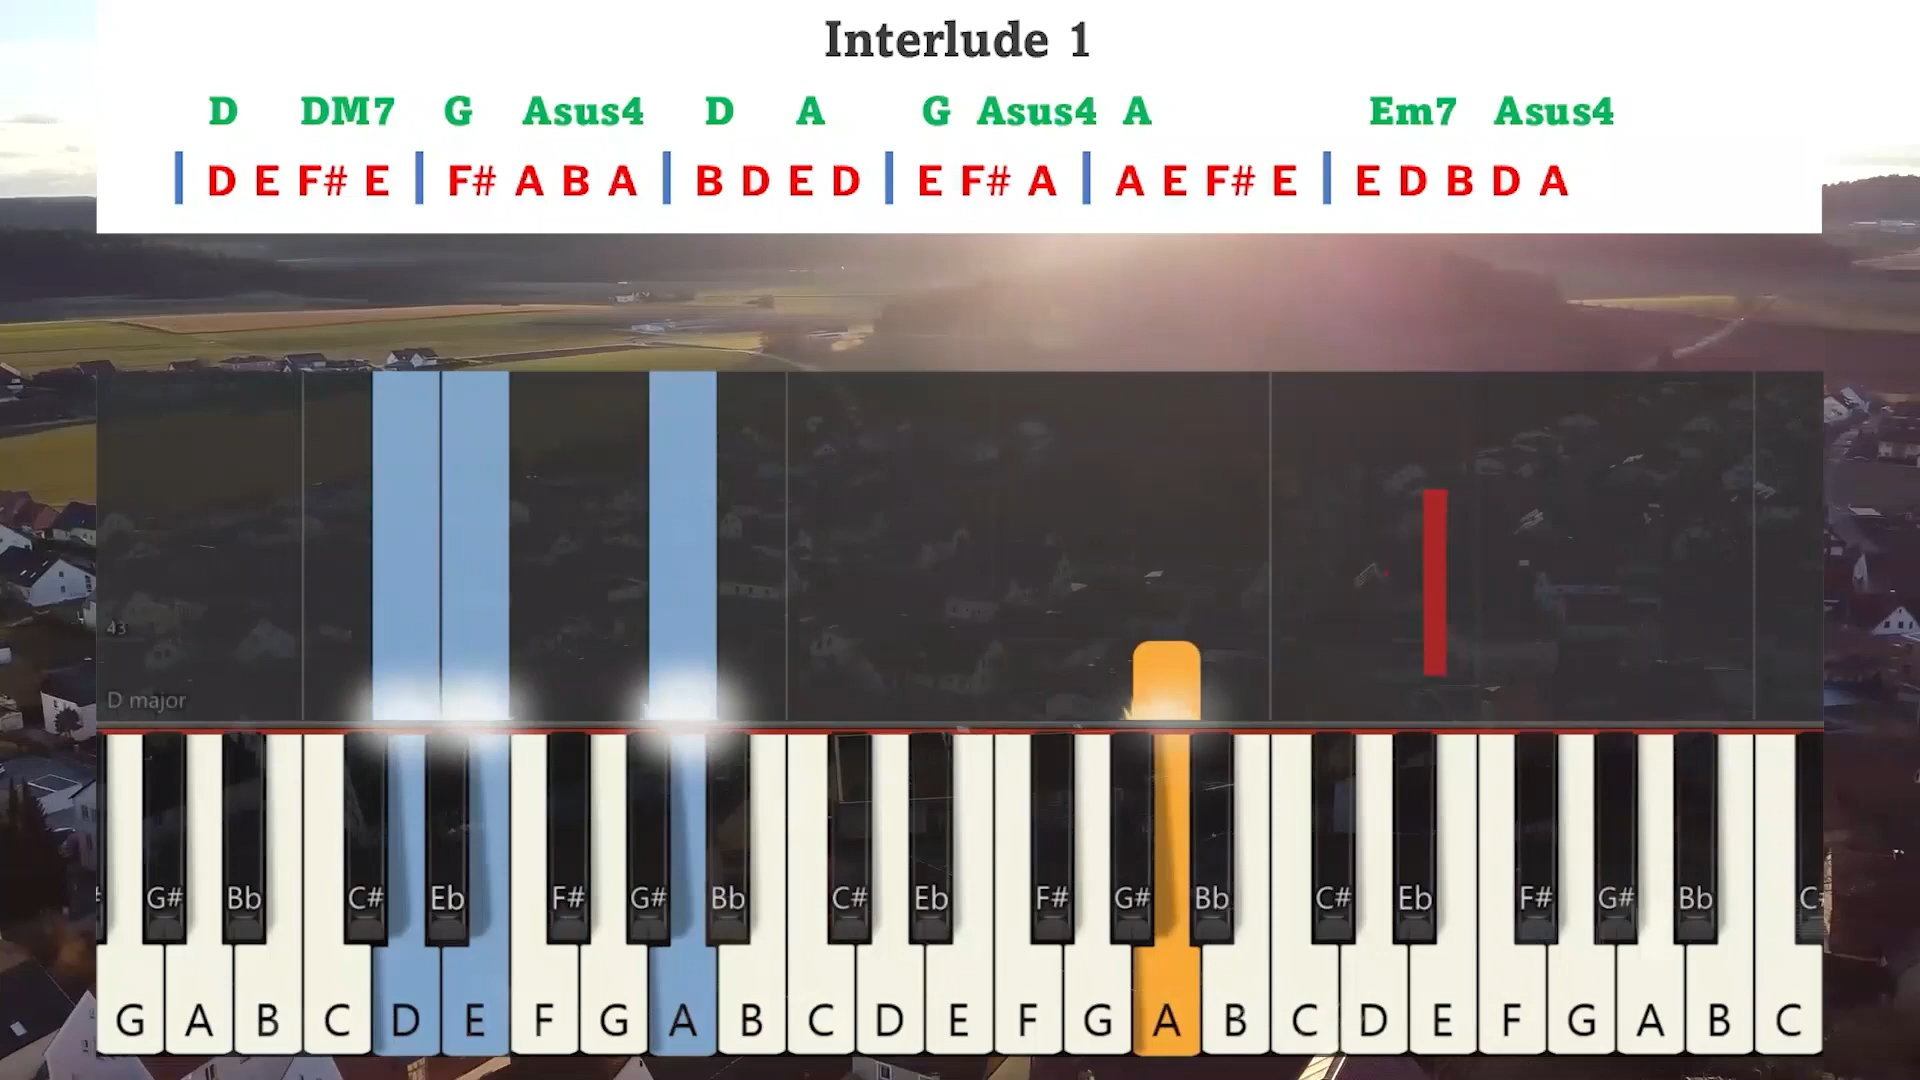 Interlude 1
D DM7 G Asus4 D A G Asus4 A Em7 Asus4
| D E F# E | F# A B A | B D E D | E F# A | A E F# E | E D B D A
43
D major
G# Bb C# Eb F# G# Bb C# Eb F# G# Bb C# Eb F# G# Bb
G A B C D E F G A B C D E F G A B C D E F G A B C